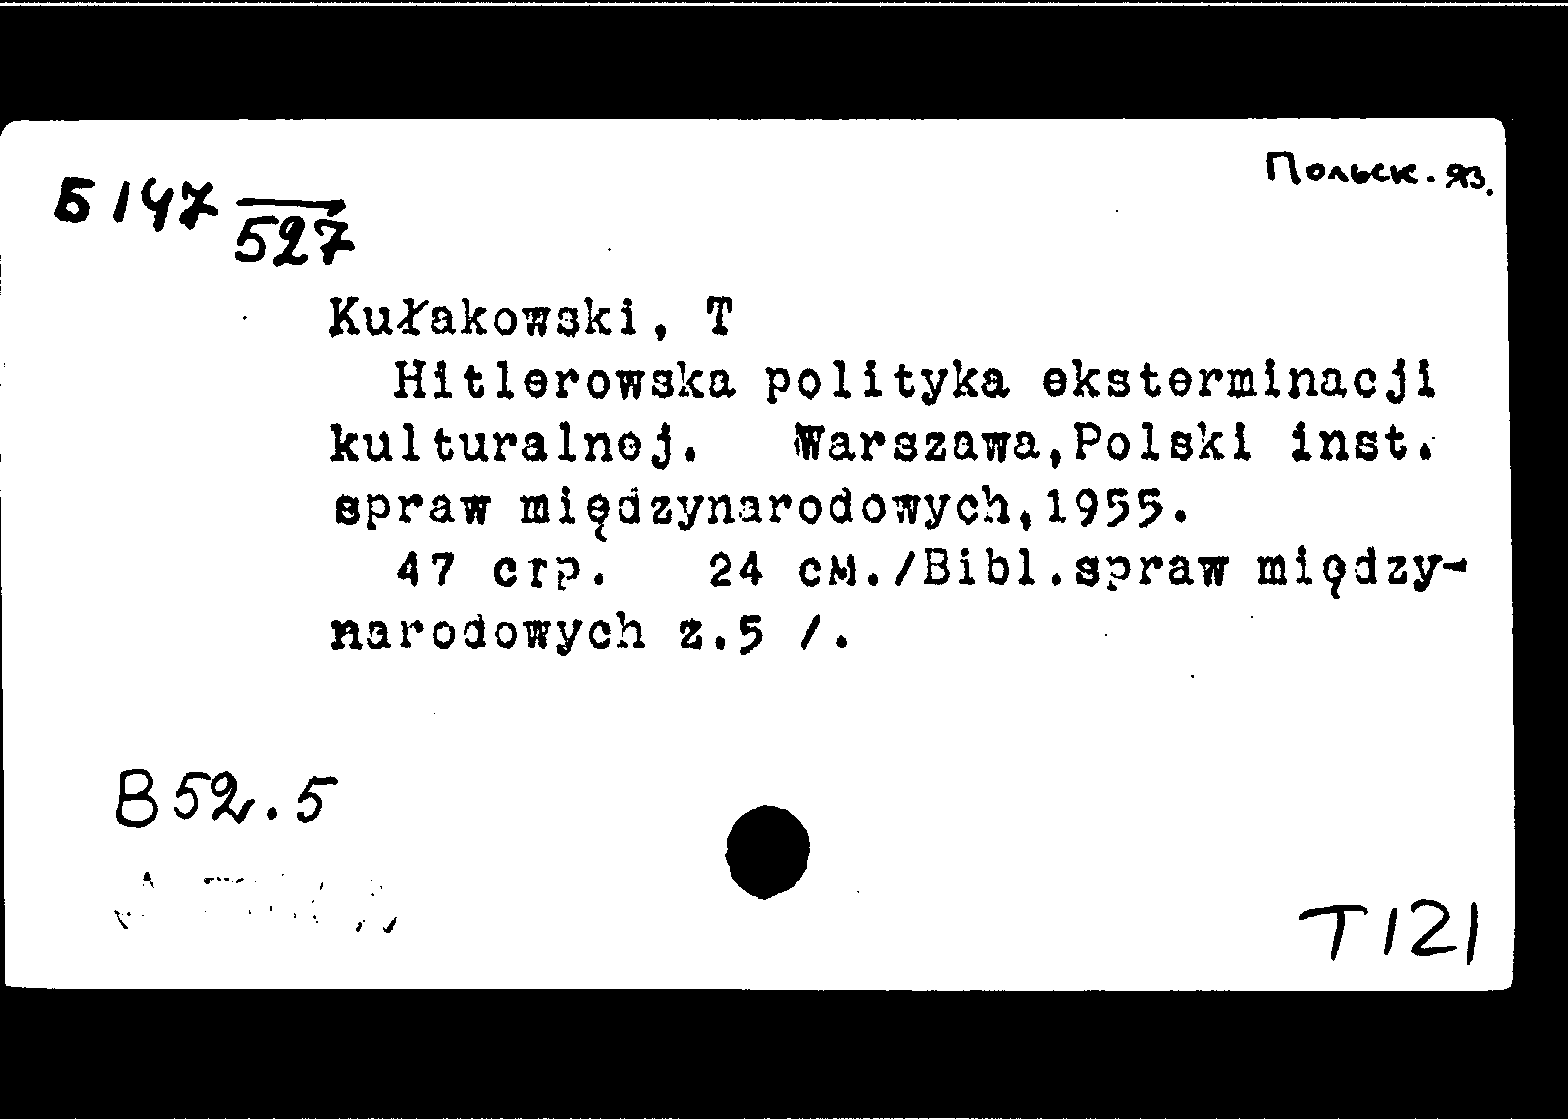 Польск. яз.
Б 147
527
Kułakowski, T
Hitlerowska polityka eksterminacji
kulturalnej. Warszawa,Polski inst.
spraw międzynarodowych,1955.
47 стр. 24 см./Bibl.spraw między-
narodowych z.5 /.
В 52.5
T 121